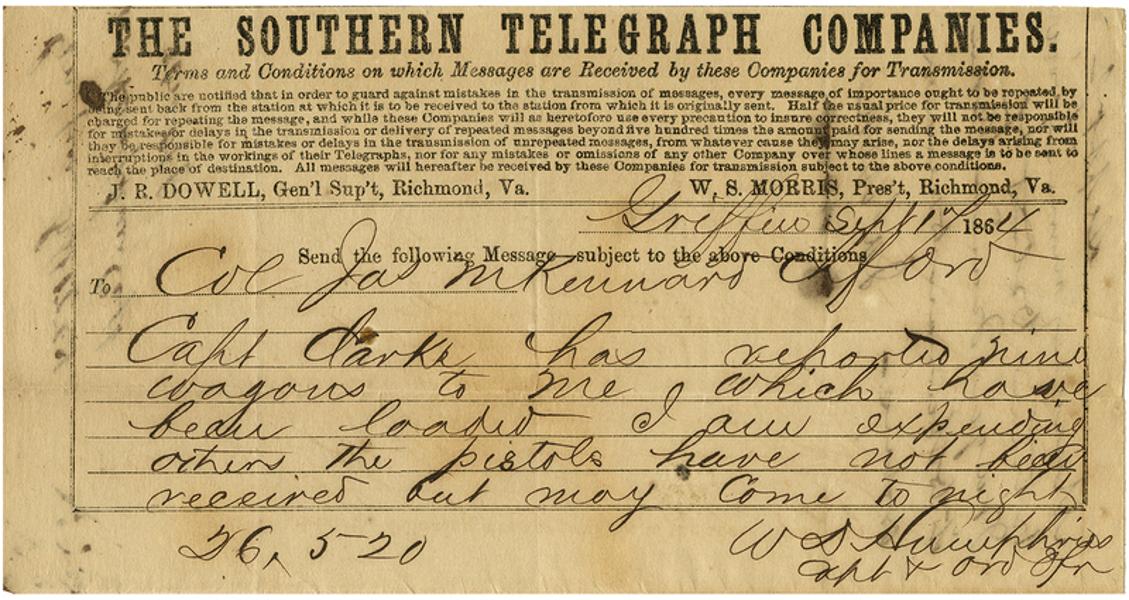 THE SOUTHERN TELEGRAPH COMPANIES.
Terms and Conditions on which Messages are Received by these Companies for Transmission.
The public are notified that in order to guard against mistakes in the transmission of messages, every message of importance ought to be repeated by
being sent back from the station at which it is to be received to the station from which it is originally sent. Half the usual price for transmission will be
charged for repeating the message, and while these Companies will as heretofore use every precaution to insure correctness, they will not be responsible
for mistakes or delays in the transmission or delivery of repeated messages beyond five hundred times the amount paid for sending the message, nor will
they be responsible for mistakes or delays in the transmission of unrepeated messages, from whatever cause they may arise, nor the delays arising from
interruptions in the workings of their Telegraphs, nor for any mistakes or omissions of any other Company over whose lines a message is to be sent to
reach the place of destination. All messages will hereafter be received by these Companies for transmission subject to the above conditions.
J. R. DOWELL, Gen'l Sup't, Richmond, Va. W. S. MORRIS, Pres't, Richmond, Va.
Griffin Sept 1864
Send the following Message subject to the above Conditions
To Col Jas McKennard Ord
Capt Clarke has reported nine
wagons to me which have
been loaded I am expending
others the pistols have not been
received but may come to night
26, 520
W S Humphries
Capt & Ord Ofr